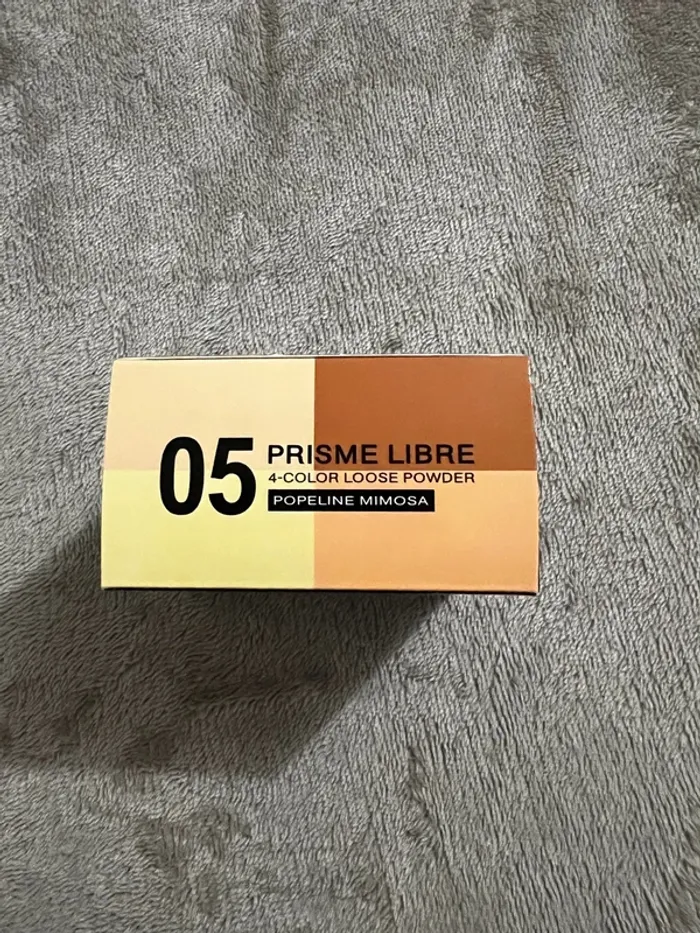 05
PRISME LIBRE
4-COLOR LOOSE POWDER
POPELINE MIMOSA